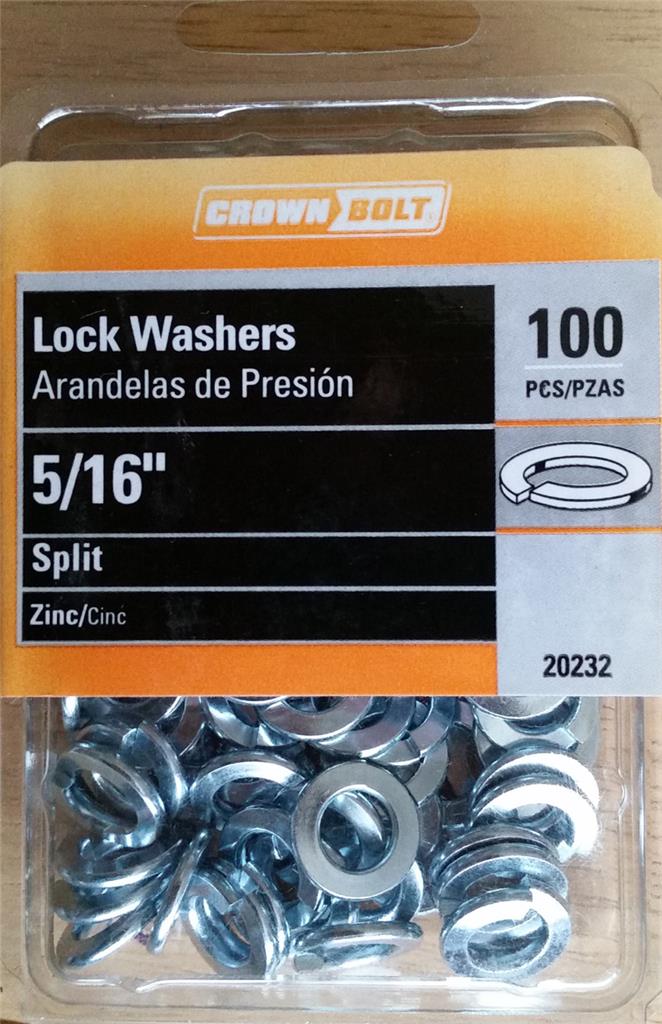 CROWN BOLT®
Lock Washers
Arandelas de Presión
100
PCS/PZAS
5/16"
Split
Zinc/Cinc
20232